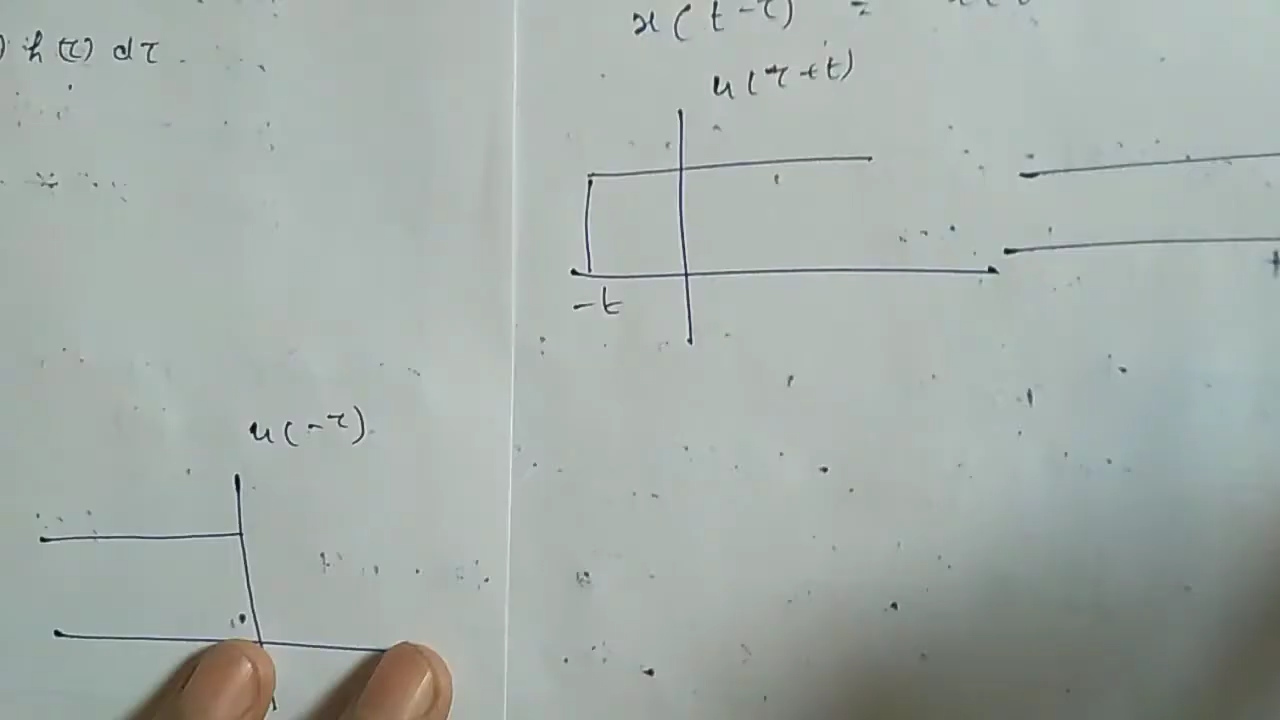 ) h(τ) dτ.
x(t-τ) =
u(τ+t)
-t
u(-τ)